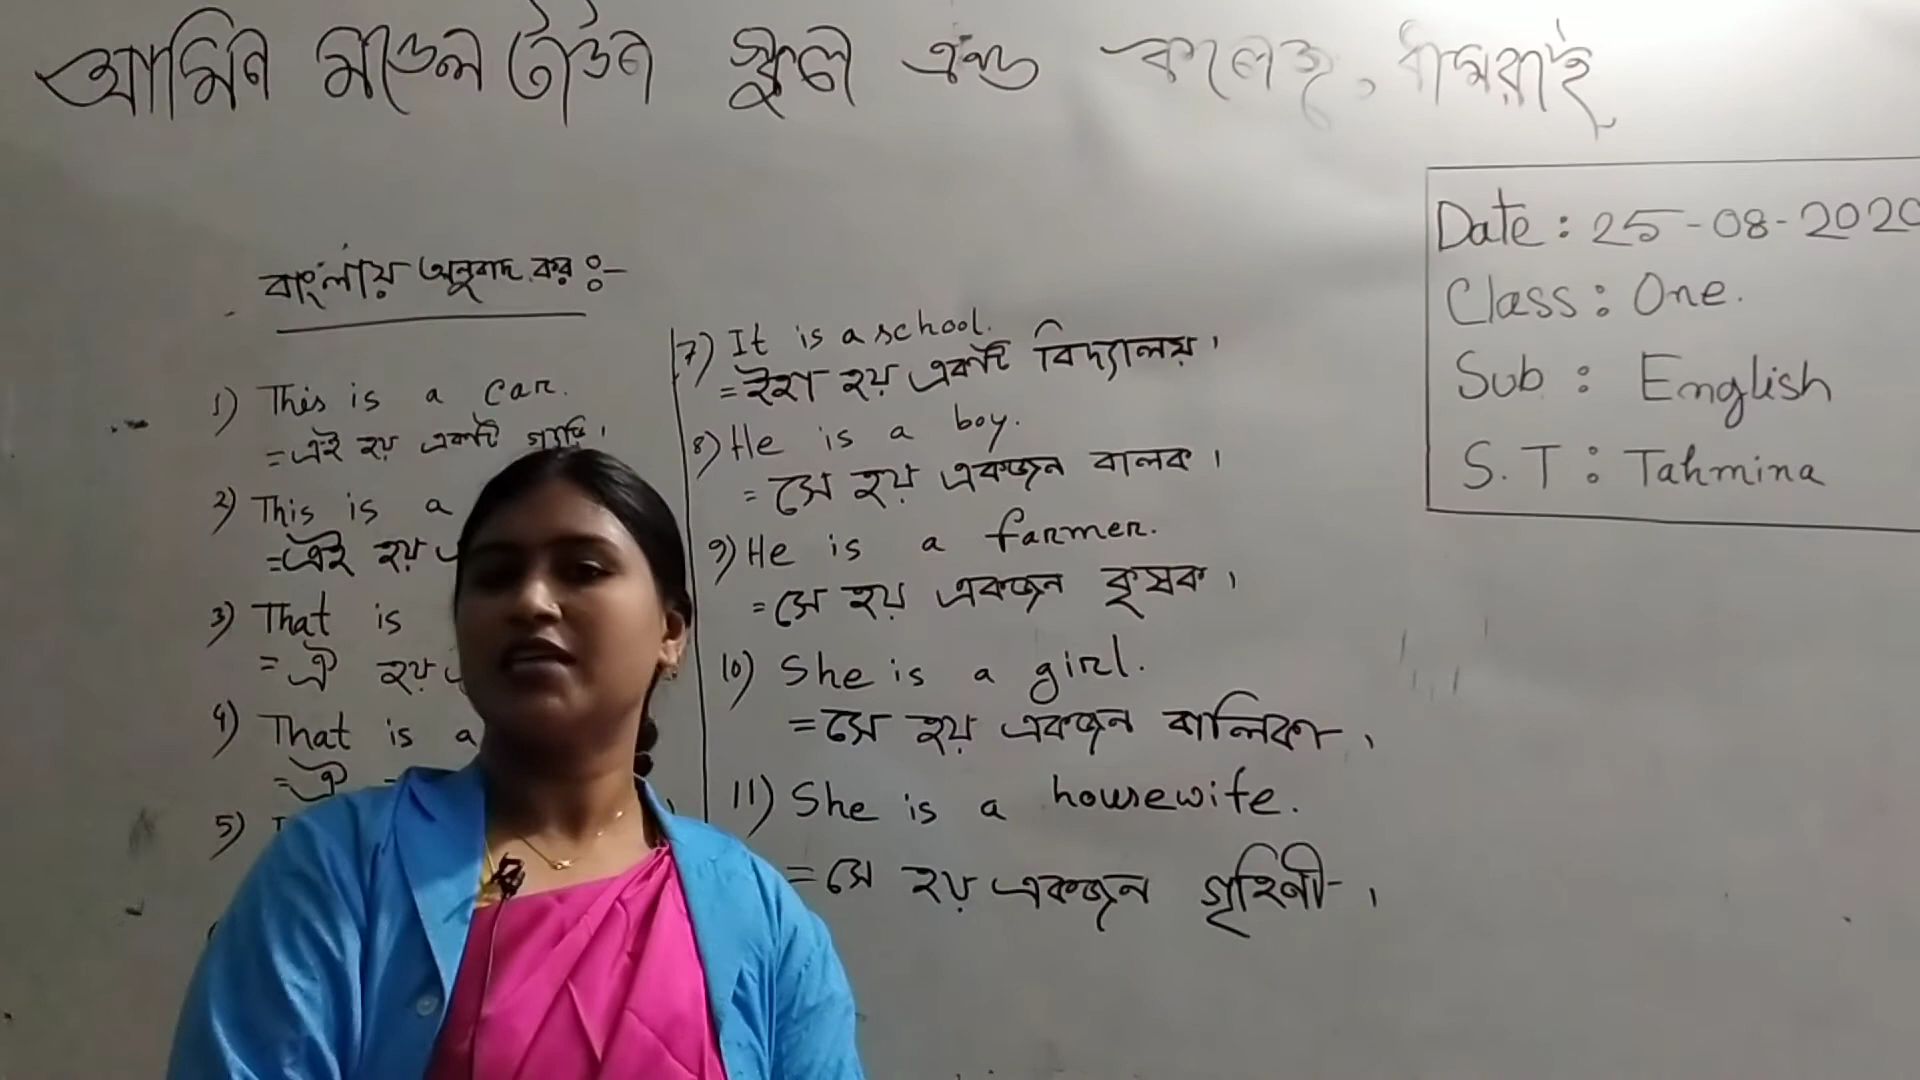 আমিন মডেল টাউন স্কুল এন্ড কলেজ, ধামরাই
Date : 25-08-2020
Class : One.
Sub : English
S.T : Tahmina
বাংলায় অনুবাদ কর :-
1) This is a car.
= এই হয় একটি গাড়ি।
2) This is a
= এই হয়
3) That is
= ঐ হয়
4) That is a
= ঐ
5)
7) It is a school.
= ইহা হয় একটি বিদ্যালয়।
8) He is a boy.
= সে হয় একজন বালক।
9) He is a farmer.
= সে হয় একজন কৃষক।
10) She is a girl.
= সে হয় একজন বালিকা।
11) She is a housewife.
= সে হয় একজন গৃহিনী।